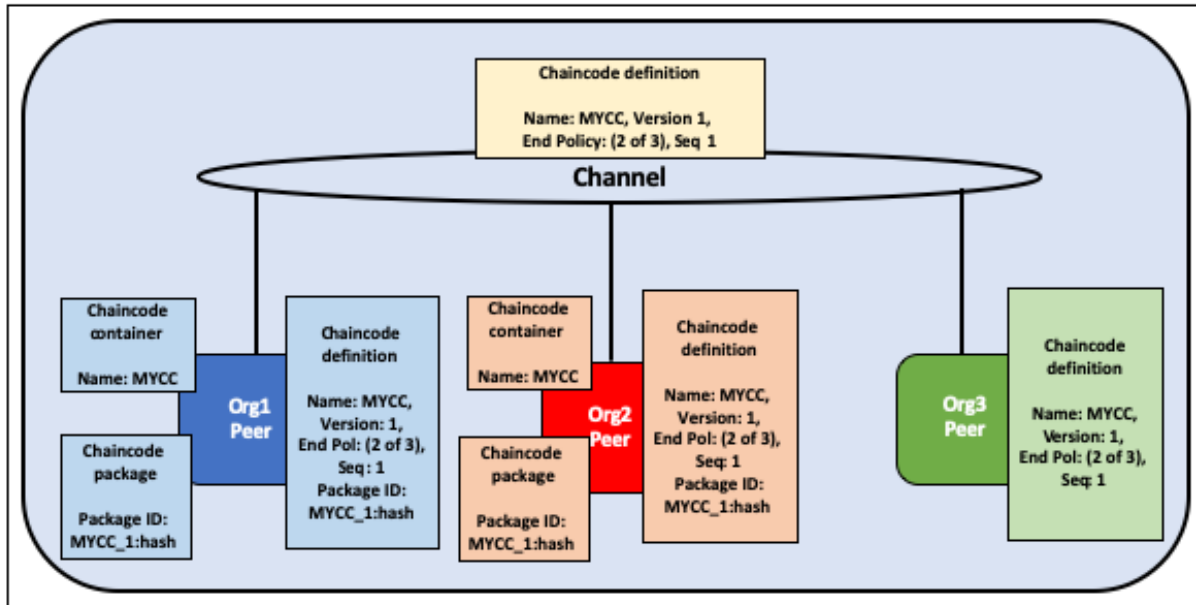 Chaincode definition
Name: MYCC, Version 1,
End Policy: (2 of 3), Seq 1
Channel
Chaincode
container
Name: MYCC
Chaincode
package
Package ID:
MYCC_1:hash
Org1
Peer
Chaincode
definition
Name: MYCC,
Version: 1,
End Pol: (2 of 3),
Seq: 1
Package ID:
MYCC_1:hash
Chaincode
container
Name: MYCC
Chaincode
package
Package ID:
MYCC_1:hash
Org2
Peer
Chaincode
definition
Name: MYCC,
Version: 1,
End Pol: (2 of 3),
Seq: 1
Package ID:
MYCC_1:hash
Org3
Peer
Chaincode
definition
Name: MYCC,
Version: 1,
End Pol: (2 of 3),
Seq: 1